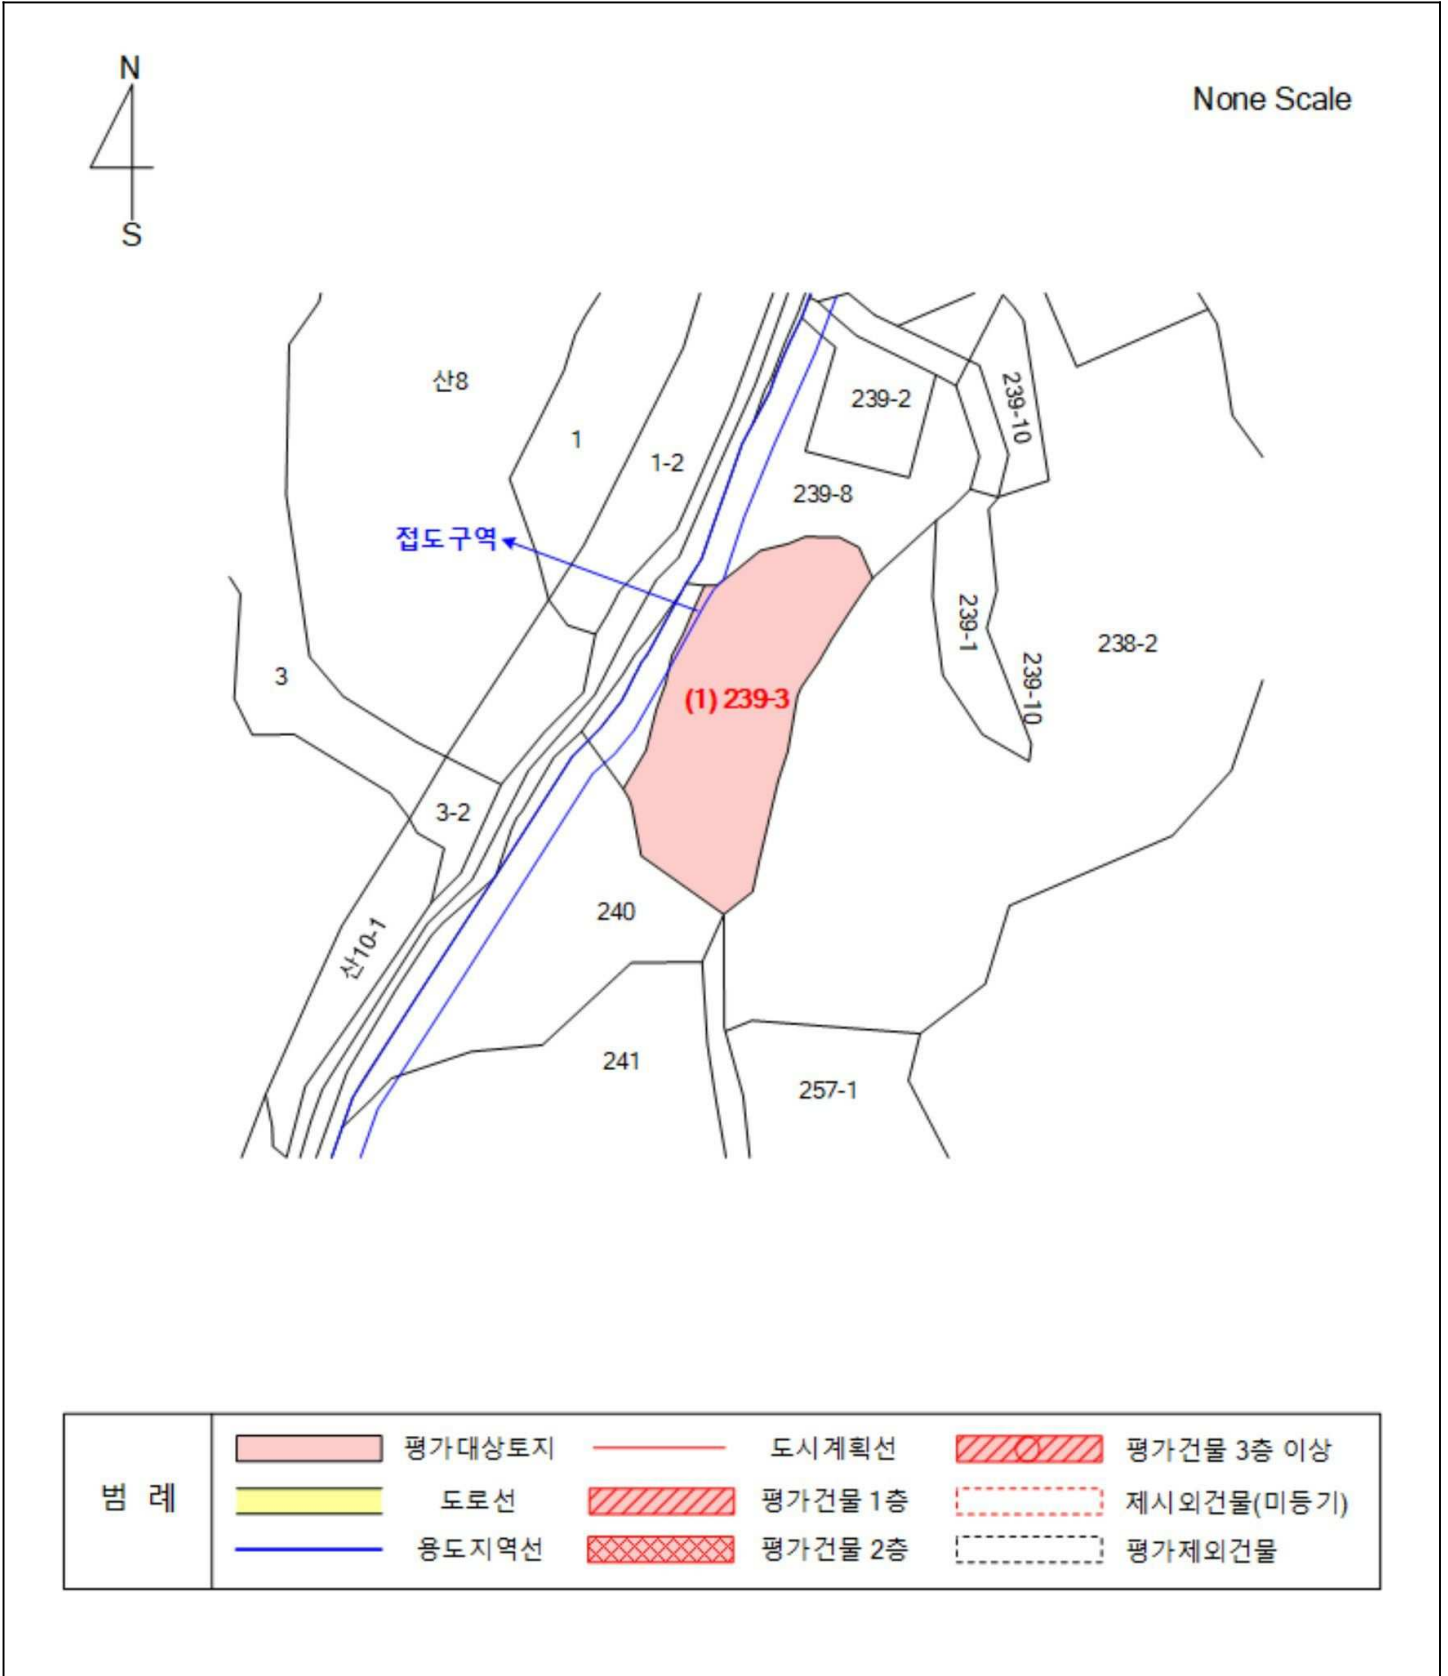 N
None Scale
S
산8
239-2
239-10
1
1-2
239-8
접도구역
239-1
238-2
3
239-10
(1) 239-3
3-2
240
산10-1
241
257-1
범 례
평가대상토지
도시계획선
평가건물 3층 이상
도로선
평가건물 1층
제시외건물(미등기)
용도지역선
평가건물 2층
평가제외건물